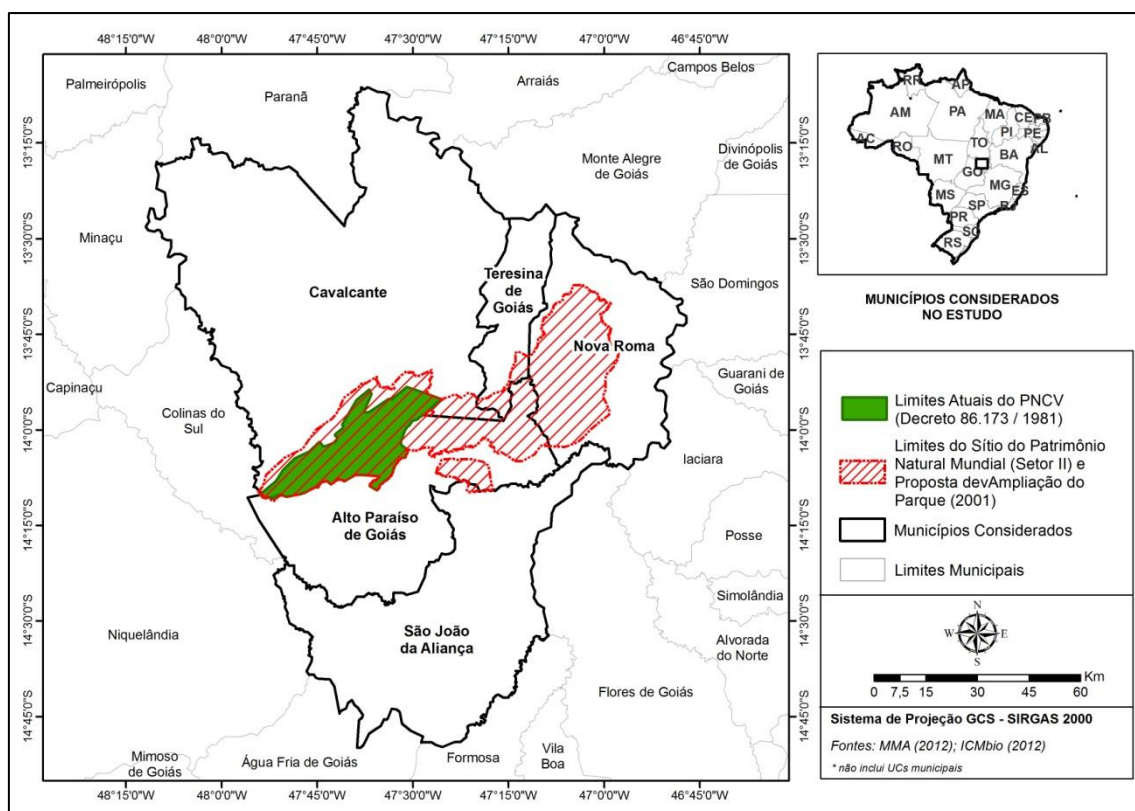 48°15'0"W 48°0'0"W 47°45'0"W 47°30'0"W 47°15'0"W 47°0'0"W 46°45'0"W
Palmeirópolis
Paranã
Arraiás
Campos Belos
13°15'0"S
13°15'0"S
Monte Alegre
de Goiás
Divinópolis
de Goiás
Minaçu
13°30'0"S
13°30'0"S
Teresina
de
Goiás
São Domingos
Cavalcante
13°45'0"S
13°45'0"S
Nova Roma
Guarani de
Goiás
Capinaçu
Colinas do
Sul
14°0'0"S
14°0'0"S
Iaciara
Alto Paraíso
de Goiás
14°15'0"S
14°15'0"S
Posse
Simolândia
14°30'0"S
14°30'0"S
Niquelândia
São João
da Aliança
Alvorada
do Norte
Flores de Goiás
14°45'0"S
14°45'0"S
Mimoso
de Goiás
Água Fria de Goiás
Formosa
Vila
Boa
48°15'0"W 48°0'0"W 47°45'0"W 47°30'0"W 47°15'0"W 47°0'0"W 46°45'0"W
RR AP
AM PA MA CE PB
PI PE
AC RO TO AL
MT BA
GO
MG ES
MS SP RJ
PR
SC
RS
MUNICÍPIOS CONSIDERADOS
NO ESTUDO
Limites Atuais do PNCV
(Decreto 86.173 / 1981)
Limites do Sítio do Patrimônio
Natural Mundial (Setor II) e
Proposta devAmpliação do
Parque (2001)
Municípios Considerados
Limites Municipais
N
W E
S
Km
0 7,5 15 30 45 60
Sistema de Projeção GCS - SIRGAS 2000
Fontes: MMA (2012); ICMbio (2012)
* não inclui UCs municipais